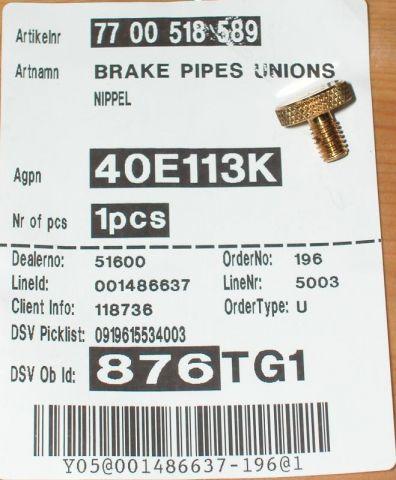 Artikelnr 77 00 518 589
Artnamn BRAKE PIPES UNIONS
NIPPEL
Agpn 40E113K
Nr of pcs 1pcs
Dealerno: 51600 OrderNo: 196
LineId: 001486637 LineNr: 5003
Client Info: 118736 OrderType: U
DSV Picklist: 0919615534003
DSV Ob Id: 876TG1
Y05@001486637-196@1